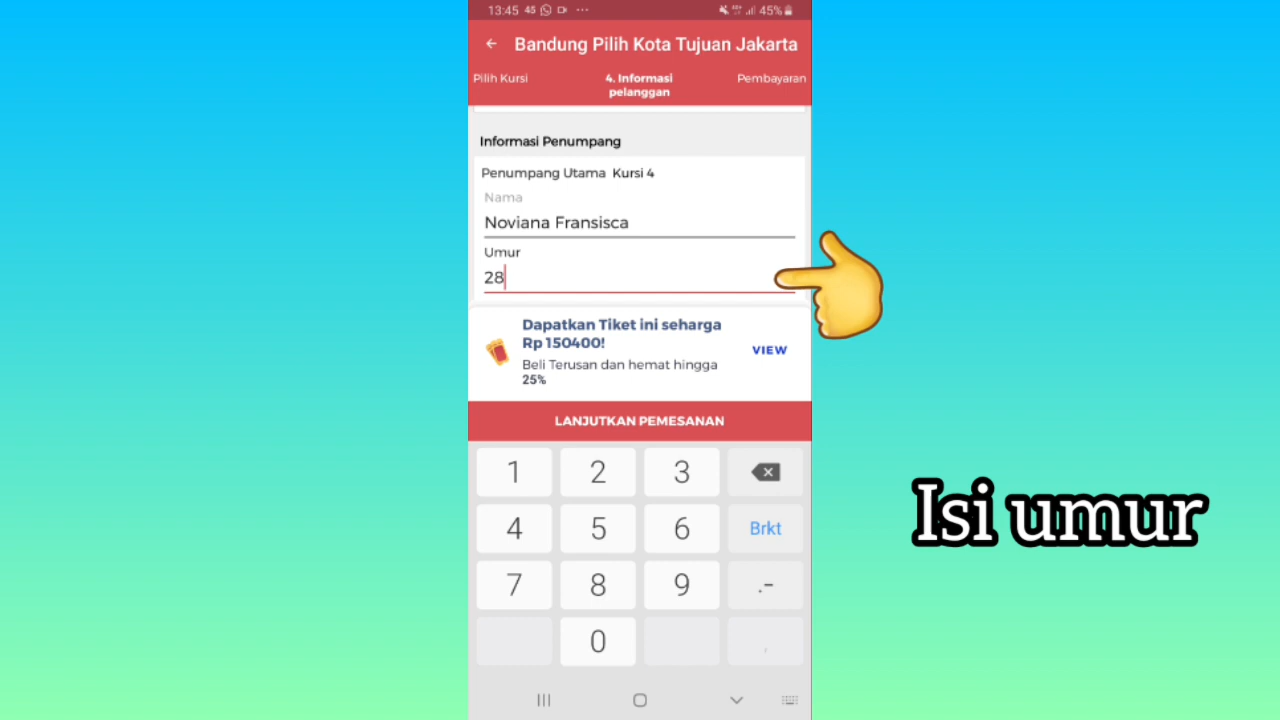 13:45 45 45%
Bandung Pilih Kota Tujuan Jakarta
Pilih Kursi
4. Informasi
pelanggan
Pembayaran
Informasi Penumpang
Penumpang Utama Kursi 4
Nama
Noviana Fransisca
Umur
28
Dapatkan Tiket ini seharga
Rp 150400!
VIEW
Beli Terusan dan hemat hingga
25%
LANJUTKAN PEMESANAN
1 2 3
4 5 6 Brkt
7 8 9 .-
0 ,
Isi umur